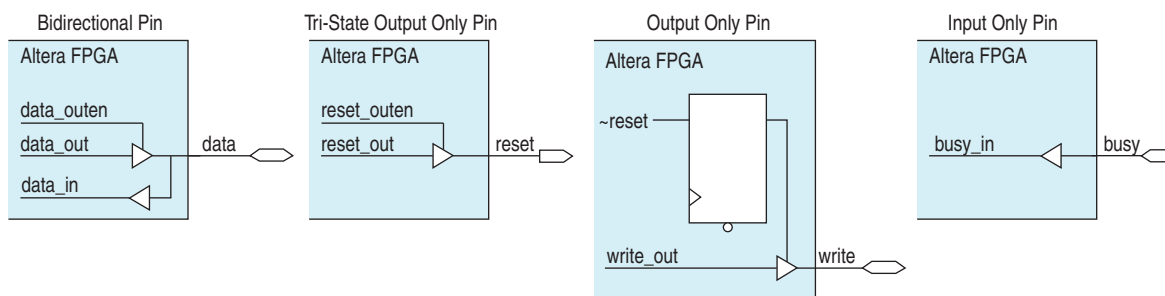 Bidirectional Pin
Altera FPGA
data_outen
data_out
data
data_in
Tri-State Output Only Pin
Altera FPGA
reset_outen
reset_out
reset
Output Only Pin
Altera FPGA
~reset
write_out
write
Input Only Pin
Altera FPGA
busy_in
busy